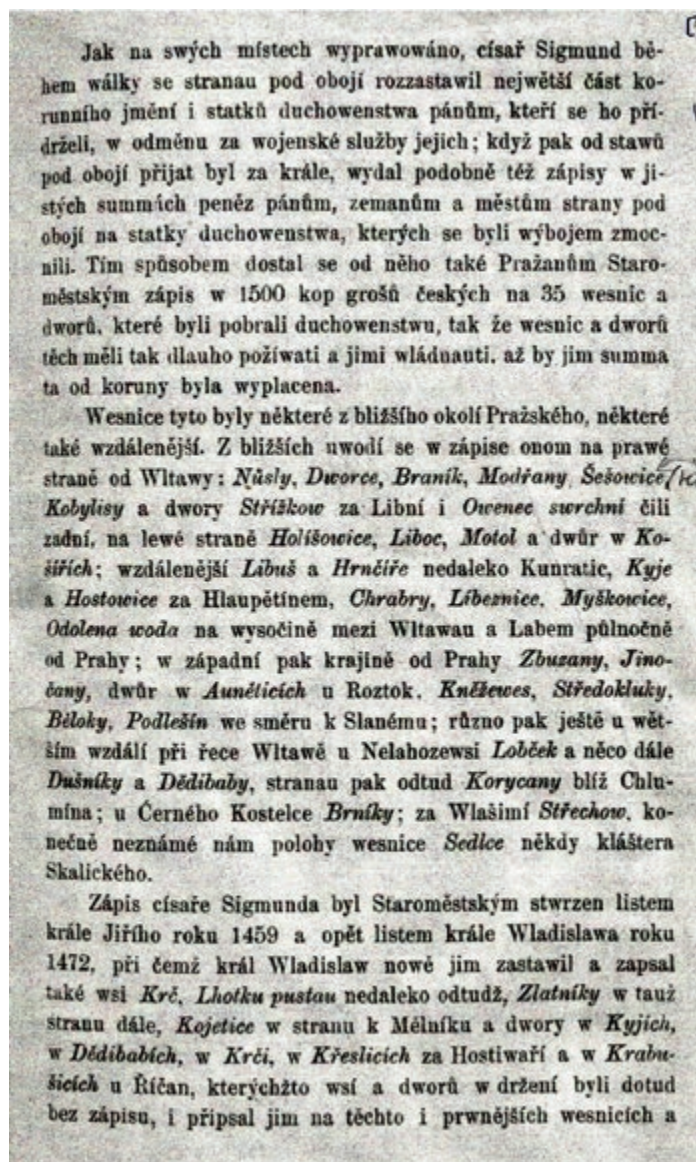 Jak na swých místech wyprawowáno, císař Sigmund bě-
hem wálky se stranau pod obojí rozzastawil nejwětší část ko-
runního jmění i statků duchowenstwa pánům, kteří se ho pří-
drželi, w odměnu za wojenské služby jejich; když pak od stawů
pod obojí přijat byl za krále, wydal podobně též zápisy w ji-
stých summách peněz pánům, zemanům a městům strany pod
obojí na statky duchowenstwa, kterých se byli wýbojem zmoc-
nili. Tím spůsobem dostal se od něho také Pražanům Staro-
městským zápis w 1500 kop grošů českých na 35 wesnic a
dworů, které byli pobrali duchowenstwu, tak že wesnic a dworů
těch měli tak dlauho požíwati a jimi wládnauti, až by jim summa
ta od koruny byla wyplacena.
Wesnice tyto byly některé z bližšího okolí Pražského, některé
také wzdálenější. Z bližších uwodí se w zápise onom na prawé
straně od Wltawy: Nůsly, Dworce, Braník, Modřany, Šešowice,
Kobylisy a dwory Střížkow za Libní i Owenec swrchní čili
zadní, na lewé straně Holišowice, Liboc, Motol a dwůr w Ko-
šířích; wzdálenější Libuš a Hrnčíře nedaleko Kunratic, Kyje
a Hostowice za Hlaupětínem, Chrabry, Líbeznice, Myškowice,
Odolena woda na wysočině mezi Wltawau a Labem půlnočně
od Prahy; w západní pak krajině od Prahy Zbuzany, Jino-
čany, dwůr w Auněticích u Roztok, Kněžewes, Středokluky,
Běloky, Podlešín we směru k Slanému; různo pak ještě u wět-
ším wzdálí při řece Wltawě u Nelahozewsi Lobček a něco dále
Dušníky a Dědibaby, stranau pak odtud Korycany blíž Chlu-
mína; u Černého Kostelce Brníky; za Wlašimí Střechow, ko-
nečně neznámé nám polohy wesnice Sedlce někdy kláštera
Skalického.
Zápis císaře Sigmunda byl Staroměstským stwrzen listem
krále Jiřího roku 1459 a opět listem krále Wladislawa roku
1472, při čemž král Wladislaw nowě jim zastawil a zapsal
také wsi Krč, Lhotku pustau nedaleko odtudž, Zlatníky w tauž
stranu dále, Kojetice w stranu k Mělníku a dwory w Kyjích,
w Dědibabích, w Krči, w Křeslicích za Hostiwaří a w Krabu-
šicích u Říčan, kterýchžto wsí a dworů w držení byli dotud
bez zápisu, i připsal jim na těchto i prwnějších wesnicích a